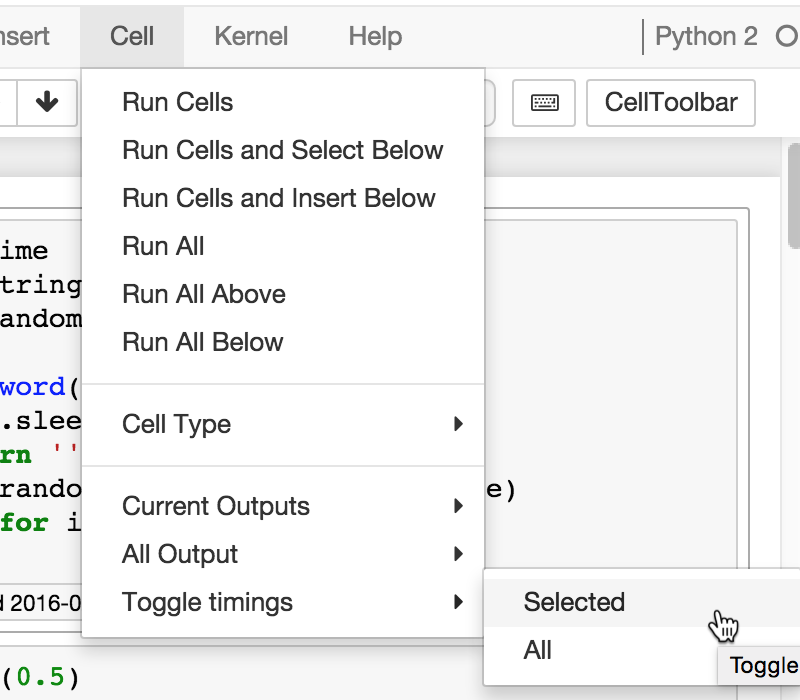 nsert Cell Kernel Help Python 2
CellToolbar
Run Cells
Run Cells and Select Below
Run Cells and Insert Below
Run All
Run All Above
Run All Below
Cell Type
Current Outputs
All Output
Toggle timings
Selected
All
Toggle
ime
tring
andom
word(
.slee
rn ''
rando e)
for i
d 2016-0
(0.5)